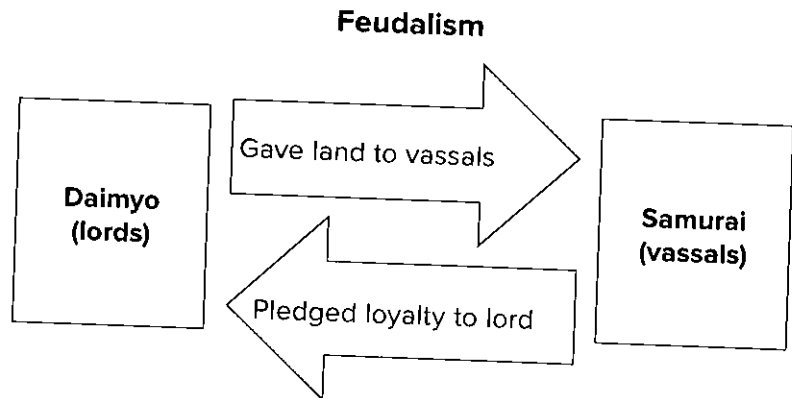 Feudalism
Daimyo
(lords)
Gave land to vassals
Pledged loyalty to lord
Samurai
(vassals)